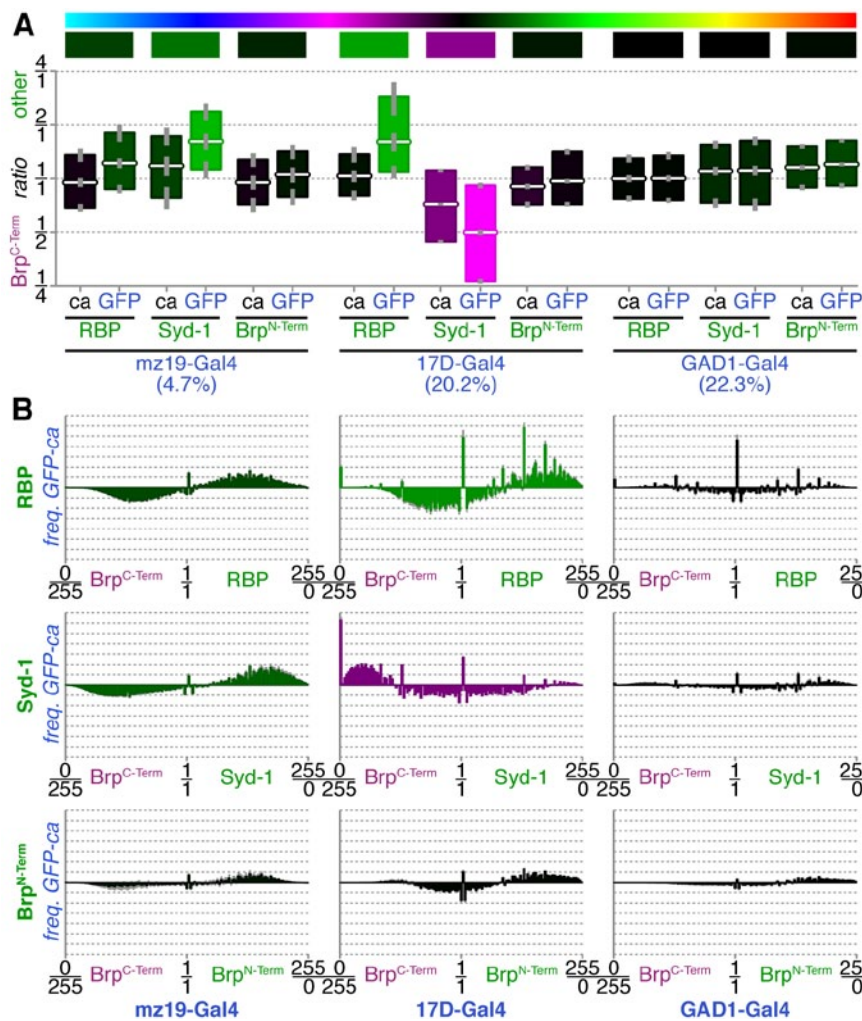 A
4/1
2/1
1/1
1/2
1/4
other
ratio
Brp^C-Term
ca GFP ca GFP ca GFP ca GFP ca GFP ca GFP ca GFP ca GFP ca GFP
RBP Syd-1 Brp^N-Term RBP Syd-1 Brp^N-Term RBP Syd-1 Brp^N-Term
mz19-Gal4 17D-Gal4 GAD1-Gal4
(4.7%) (20.2%) (22.3%)
B
RBP
freq. GFP-ca
0/255 Brp^C-Term 1/1 RBP 255/0 0/255 Brp^C-Term 1/1 RBP 255/0 0/255 Brp^C-Term 1/1 RBP 25/0
Syd-1
freq. GFP-ca
0/255 Brp^C-Term 1/1 Syd-1 255/0 0/255 Brp^C-Term 1/1 Syd-1 255/0 0/255 Brp^C-Term 1/1 Syd-1 25/0
Brp^N-Term
freq. GFP-ca
0/255 Brp^C-Term 1/1 Brp^N-Term 255/0 0/255 Brp^C-Term 1/1 Brp^N-Term 255/0 0/255 Brp^C-Term 1/1 Brp^N-Term 25/0
mz19-Gal4 17D-Gal4 GAD1-Gal4